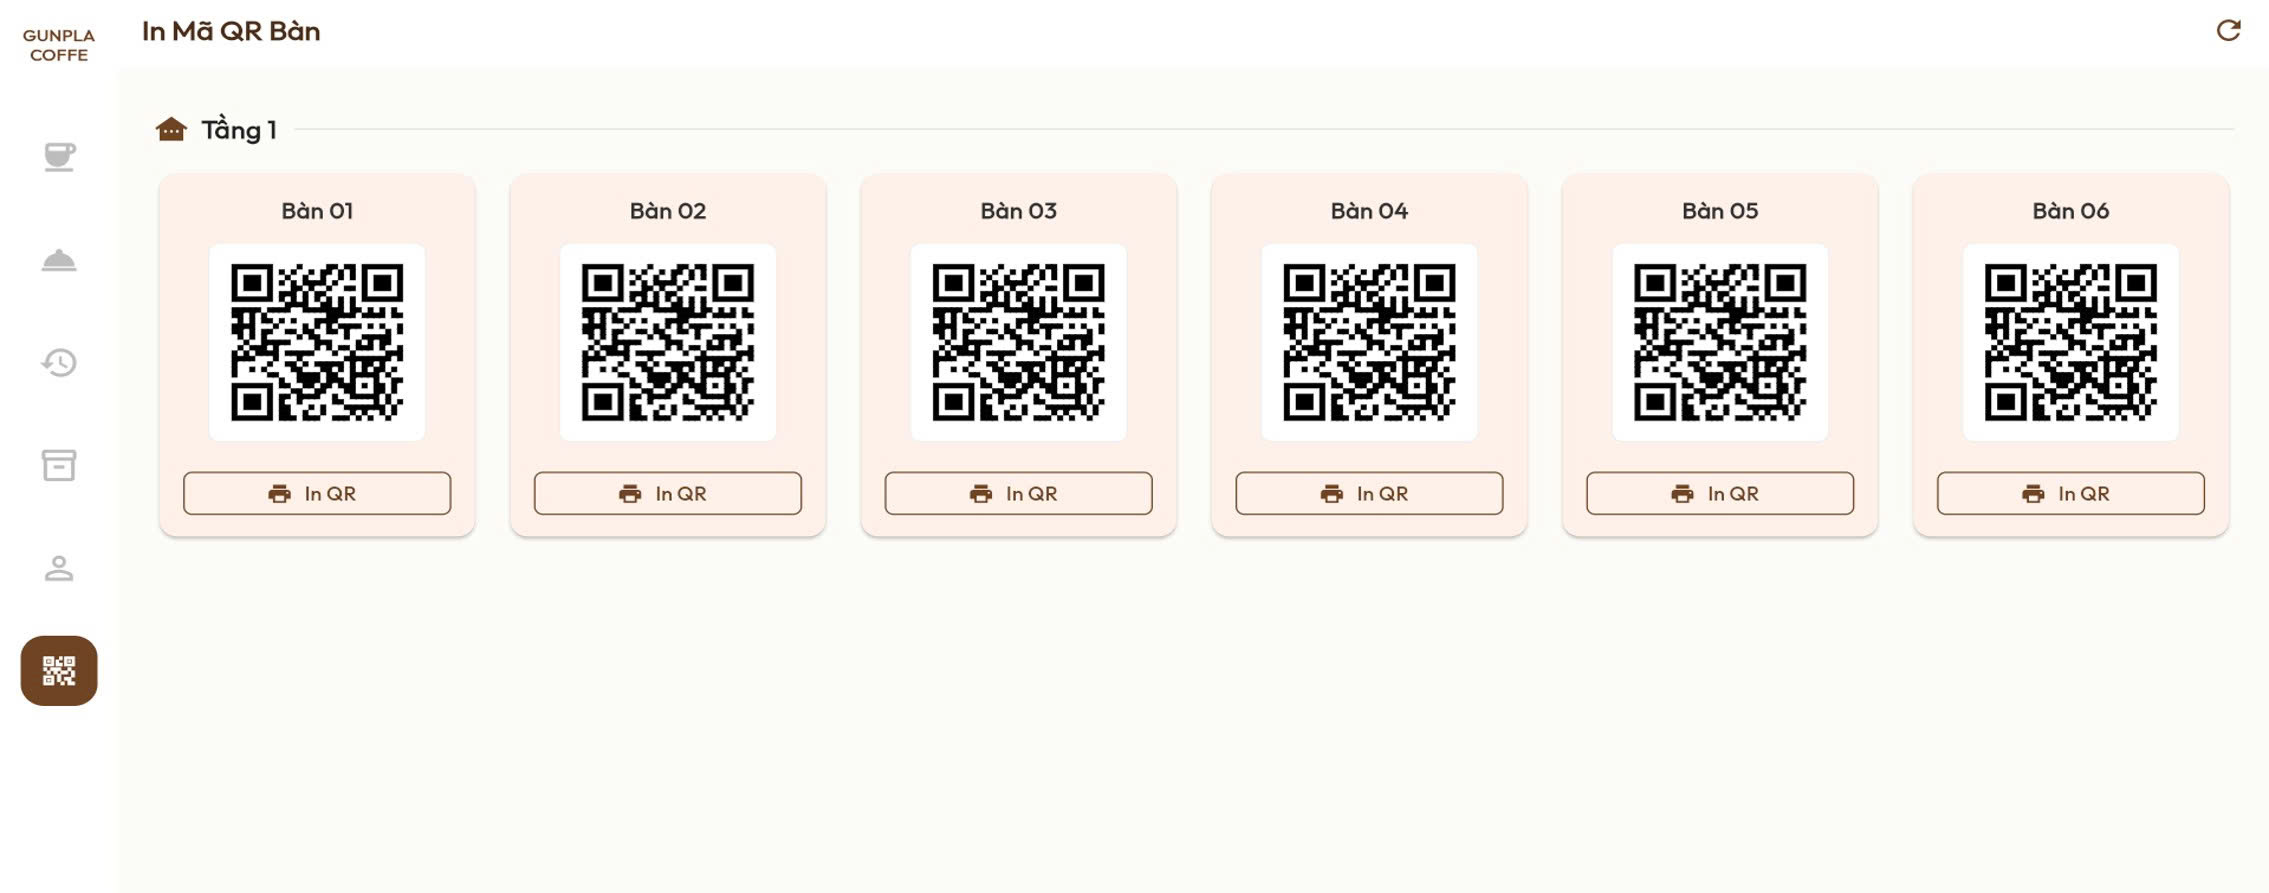 GUNPLA
COFFE
In Mã QR Bàn
Tầng 1
Bàn 01
Bàn 02
Bàn 03
Bàn 04
Bàn 05
Bàn 06
In QR
In QR
In QR
In QR
In QR
In QR